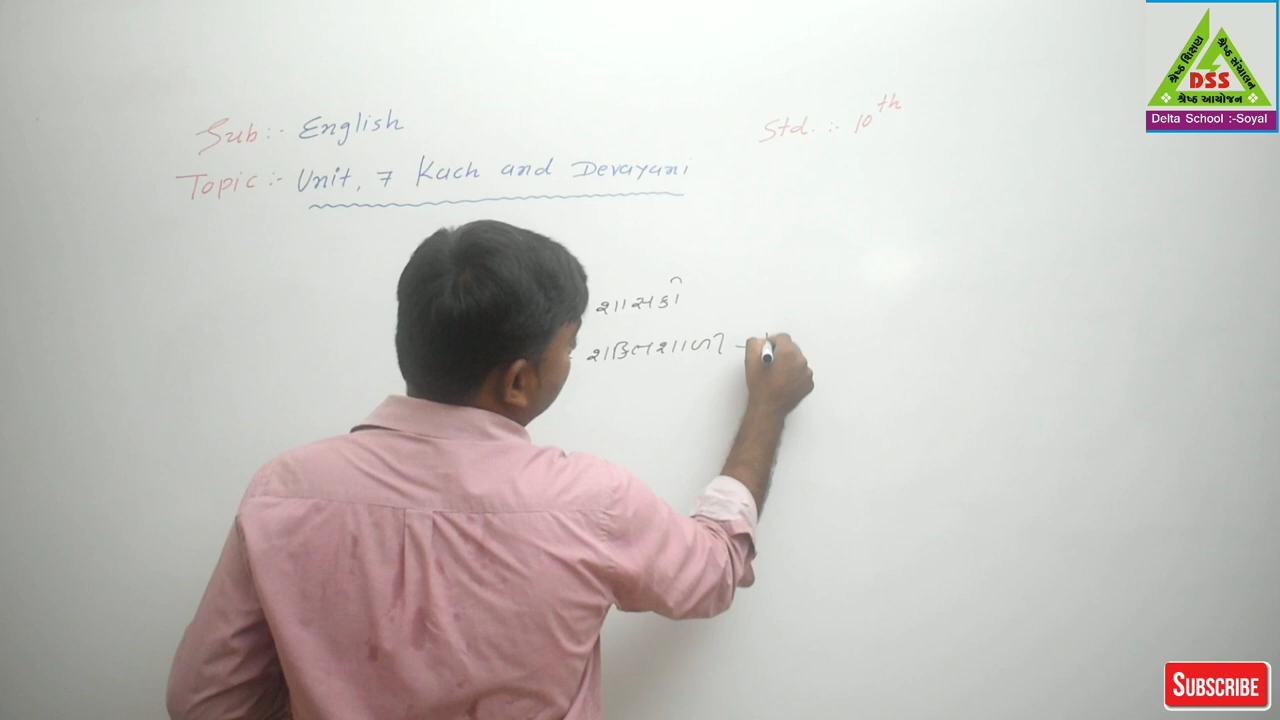 Sub:- English
Std. :- 10th
Topic:- Unit, 7 Kach and Devayani
શાસકો
શક્તિશાળી -
શ્રેષ્ઠ શિક્ષણ
શ્રેષ્ઠ સંચાલન
DSS
શ્રેષ્ઠ આયોજન
Delta School :-Soyal
SUBSCRIBE